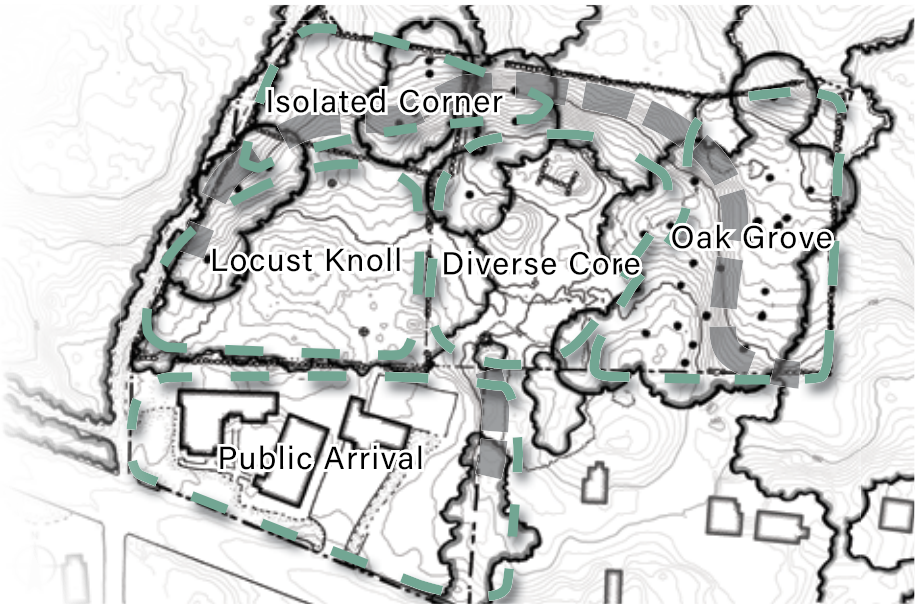 Isolated Corner
Oak Grove
Locust Knoll
Diverse Core
Public Arrival